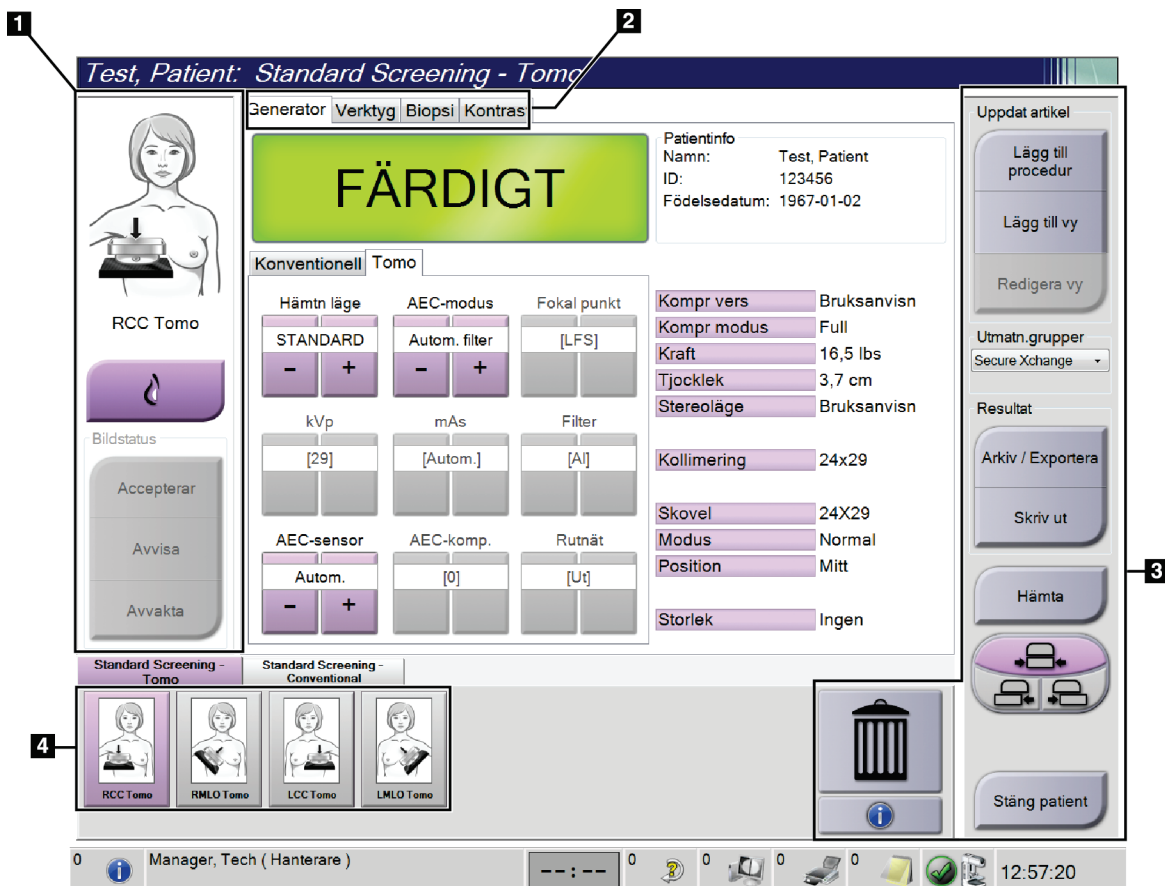 1
2
Test, Patient: Standard Screening - Tomo
Generator Verktyg Biopsi Kontras
FÄRDIGT
Patientinfo
Namn: Test, Patient
ID: 123456
Födelsedatum: 1967-01-02
RCC Tomo
Bildstatus
Accepterar
Avvisa
Avvakta
Konventionell Tomo
Hämtn läge AEC-modus Fokal punkt
STANDARD Autom. filter [LFS]
- + - +
kVp mAs Filter
[29] [Autom.] [Al]
AEC-sensor AEC-komp. Rutnät
Autom. [0] [Ut]
- +
Kompr vers Bruksanvisn
Kompr modus Full
Kraft 16,5 lbs
Tjocklek 3,7 cm
Stereoläge Bruksanvisn
Kollimering 24x29
Skovel 24X29
Modus Normal
Position Mitt
Storlek Ingen
Uppdat artikel
Lägg till
procedur
Lägg till vy
Redigera vy
Utmatn.grupper
Secure Xchange
Resultat
Arkiv / Exportera
Skriv ut
Hämta
Stäng patient
3
Standard Screening -
Tomo
Standard Screening -
Conventional
4
RCC Tomo RMLO Tomo LCC Tomo LMLO Tomo
i
0 i Manager, Tech ( Hanterare ) --:-- 0 ? 0 0 0 12:57:20